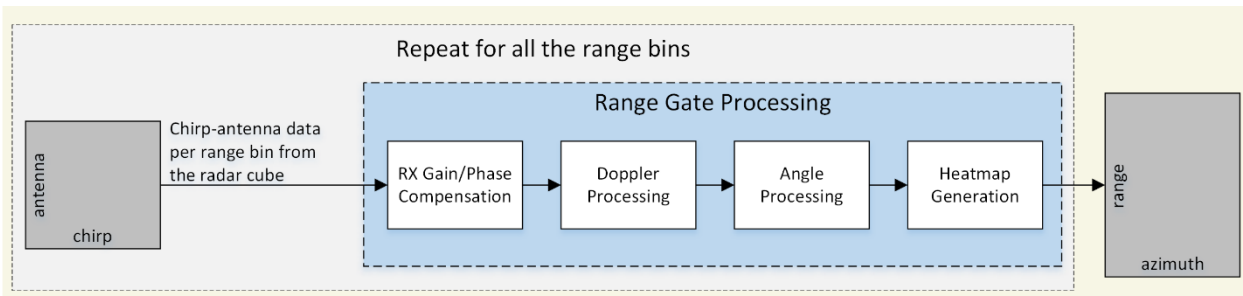 Repeat for all the range bins
Range Gate Processing
antenna
chirp
Chirp-antenna data
per range bin from
the radar cube
RX Gain/Phase
Compensation
Doppler
Processing
Angle
Processing
Heatmap
Generation
range
azimuth